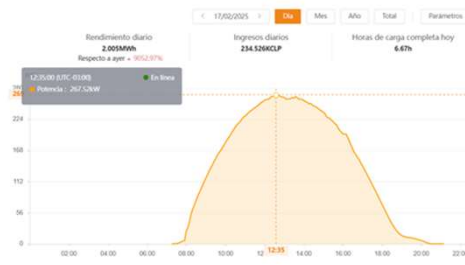 < 17/02/2025 > Día Mes Año Total Parámetros
Rendimiento diario Ingresos diarios Horas de carga completa hoy
2.005MWh 234.526KCLP 6.67h
Respecto a ayer + 9052.97%
12:35:00 (UTC-03:00) En línea
Potencia : 267.52kW
224
168
112
56
0
02:00 04:00 06:00 08:00 10:00 12 12:35 14:00 16:00 18:00 20:00 22:0